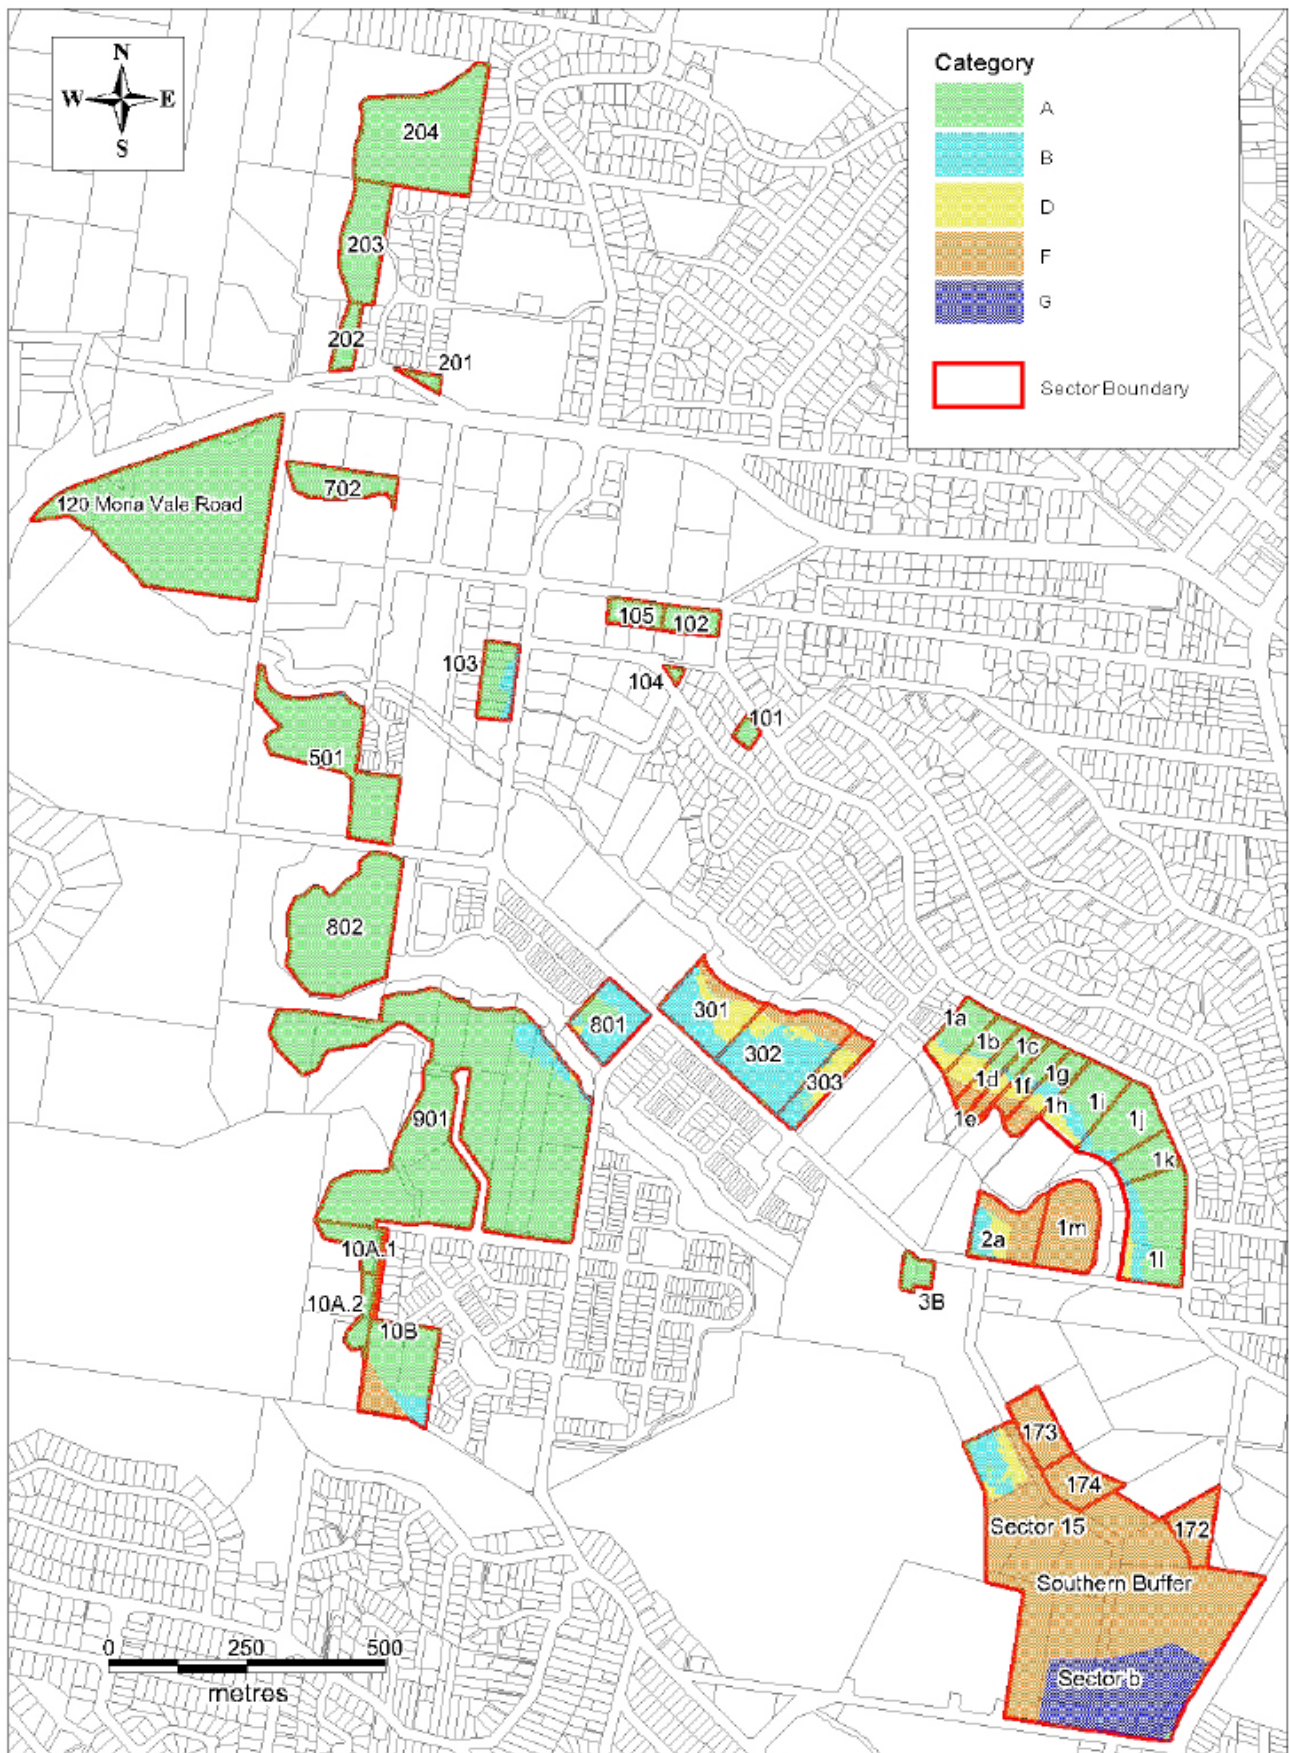 N
W E
S
Category
A
B
D
F
G
Sector Boundary
204
203
202
201
120 Mona Vale Road
702
105
102
103
104
101
501
802
801
301
302
303
1a
1b
1c
1d
1g
1f
1e
1h
1i
1j
1k
1l
901
2a
1m
10A.1
10A.2
10B
3B
173
174
Sector 15
172
Southern Buffer
Sector b
0 250 500
metres